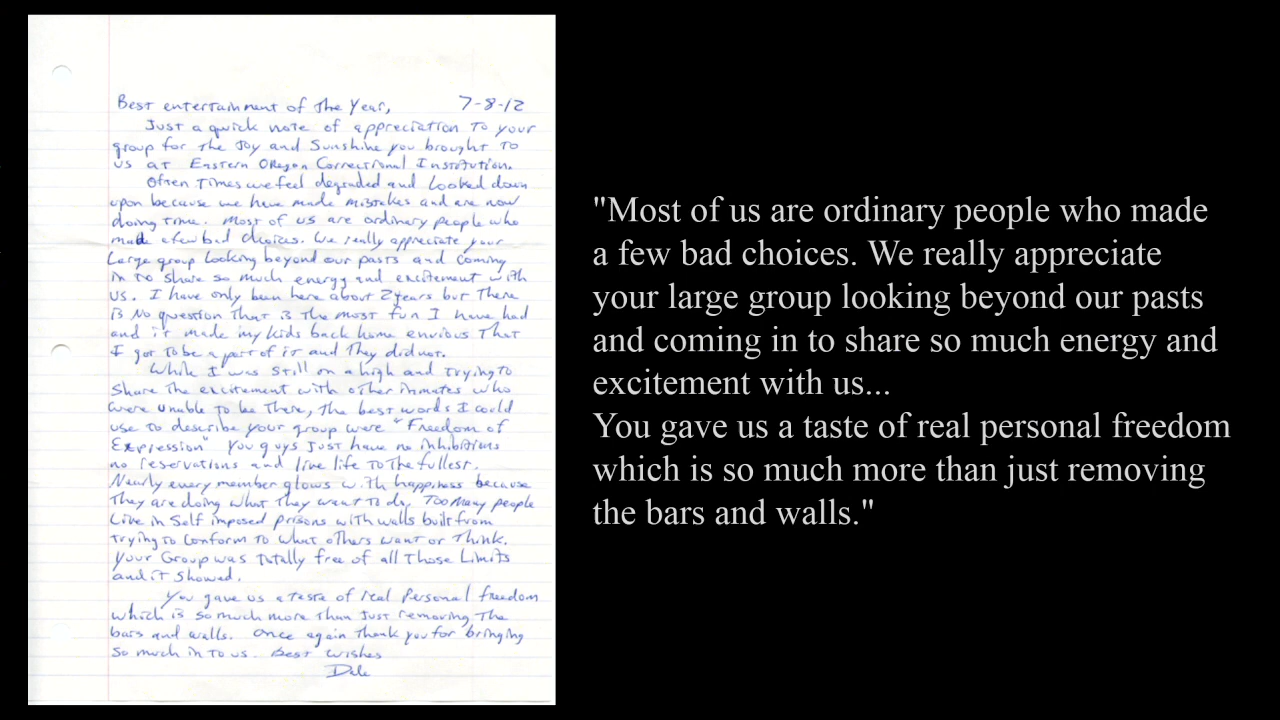 Best entertainment of the Year, 7-8-12
Just a quick note of appreciation to your
group for the Joy and Sunshine you brought to
us at Eastern Oregon Correctional Institution.
Often times we feel degraded and looked down
upon because we have made mistakes and are now
doing time. Most of us are ordinary people who
made a few bad choices. We really appreciate your
large group looking beyond our pasts and coming
in to share so much energy and excitement with
us. I have only been here about 2 years but there
is no question that is the most fun I have had
and it made my kids back home envious that
I got to be a part of it and they did not.
While I was still on a high and trying to
share the excitement with other inmates who
were unable to be there, the best words I could
use to describe your group were "Freedom of
Expression" You guys just have no inhibitions
no reservations and live life to the fullest.
Nearly every member glows with happiness because
they are doing what they want to do. Too many people
Live in Self imposed prisons with walls built from
trying to conform to what others want or think.
Your Group was totally free of all those Limits
and it showed.
You gave us a taste of real personal freedom
which is so much more than just removing the
bars and walls. Once again thank you for bringing
so much in to us. Best wishes
Dale
"Most of us are ordinary people who made
a few bad choices. We really appreciate
your large group looking beyond our pasts
and coming in to share so much energy and
excitement with us...
You gave us a taste of real personal freedom
which is so much more than just removing
the bars and walls."